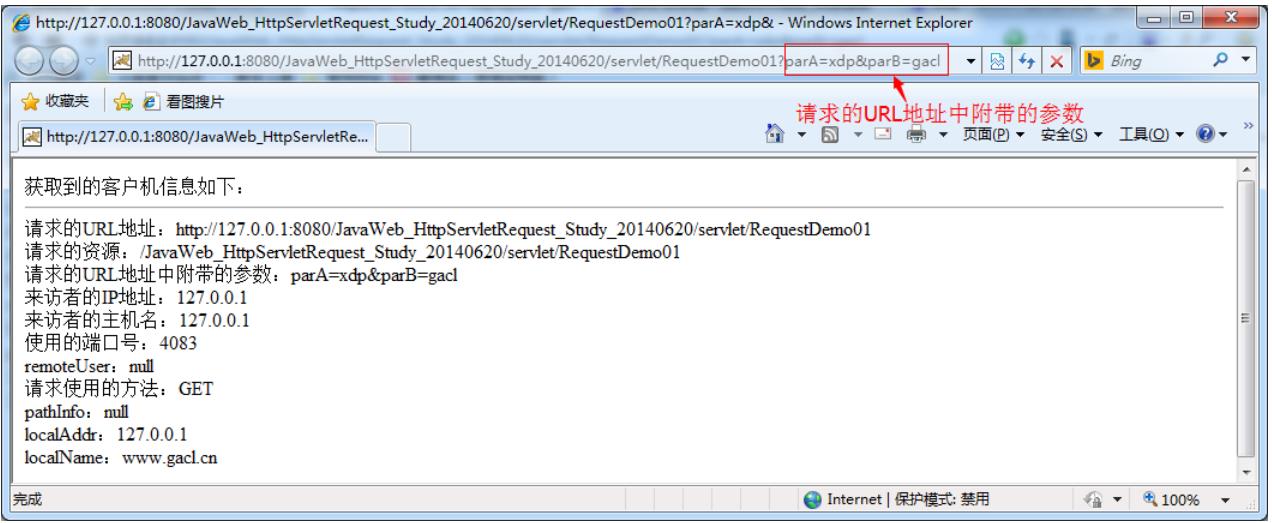 http://127.0.0.1:8080/JavaWeb_HttpServletRequest_Study_20140620/servlet/RequestDemo01?parA=xdp& - Windows Internet Explorer
http://127.0.0.1:8080/JavaWeb_HttpServletRequest_Study_20140620/servlet/RequestDemo01?parA=xdp&parB=gacl Bing
收藏夹 看图搜片
请求的URL地址中附带的参数
http://127.0.0.1:8080/JavaWeb_HttpServletRe... 页面(P) 安全(S) 工具(O)
获取到的客户机信息如下：
请求的URL地址：http://127.0.0.1:8080/JavaWeb_HttpServletRequest_Study_20140620/servlet/RequestDemo01
请求的资源：/JavaWeb_HttpServletRequest_Study_20140620/servlet/RequestDemo01
请求的URL地址中附带的参数：parA=xdp&parB=gacl
来访者的IP地址：127.0.0.1
来访者的主机名：127.0.0.1
使用的端口号：4083
remoteUser：null
请求使用的方法：GET
pathInfo：null
localAddr：127.0.0.1
localName：www.gacl.cn
完成 Internet | 保护模式: 禁用 100%